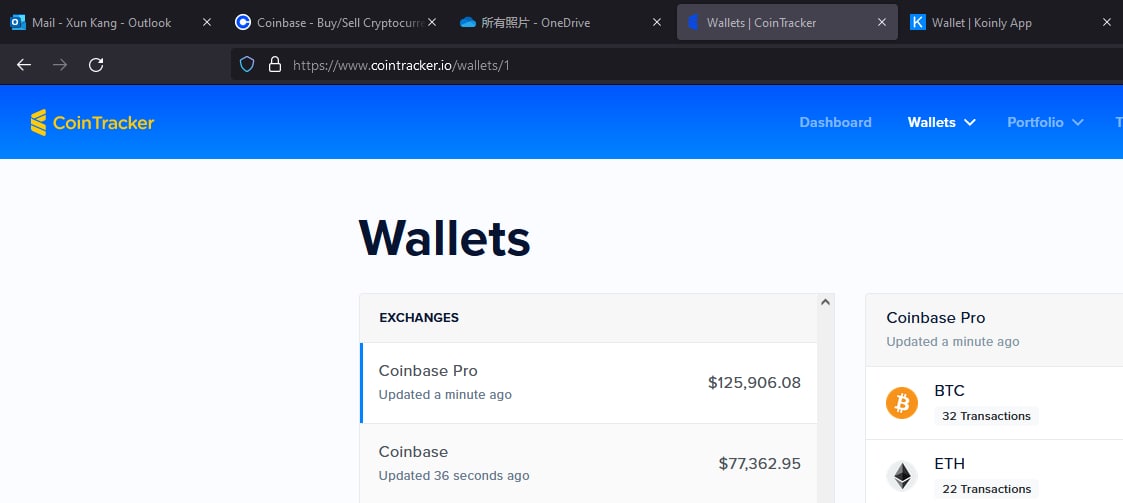 Mail - Xun Kang - Outlook
Coinbase - Buy/Sell Cryptocurre
所有照片 - OneDrive
Wallets | CoinTracker
Wallet | Koinly App
https://www.cointracker.io/wallets/1
CoinTracker
Dashboard
Wallets
Portfolio
T
Wallets
EXCHANGES
Coinbase Pro
Updated a minute ago
$125,906.08
Coinbase
Updated 36 seconds ago
$77,362.95
Coinbase Pro
Updated a minute ago
BTC
32 Transactions
ETH
22 Transactions